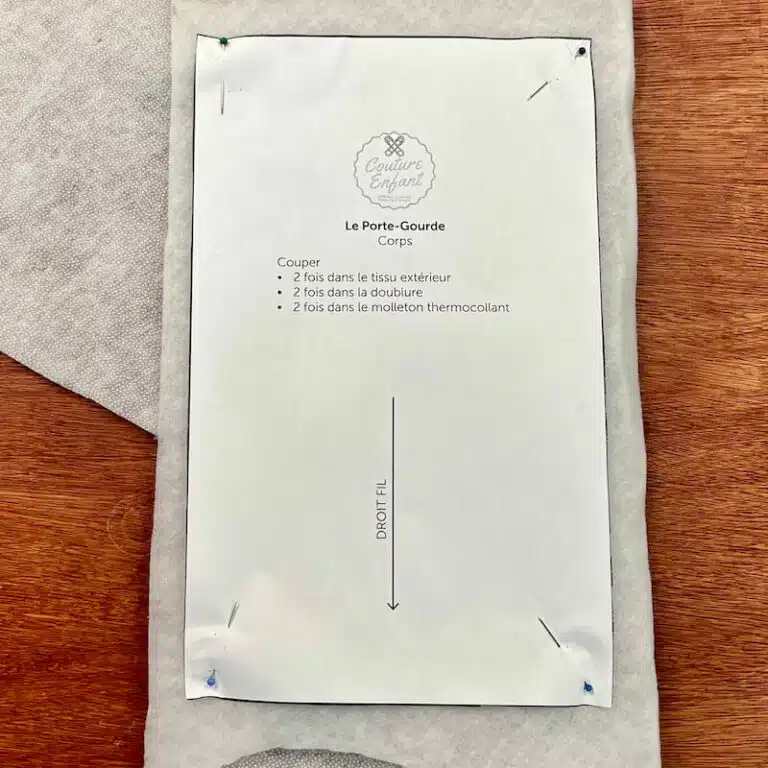 Couture
Enfant
Le Porte-Gourde
Corps
Couper
• 2 fois dans le tissu extérieur
• 2 fois dans la doublure
• 2 fois dans le molleton thermocollant
DROIT FIL